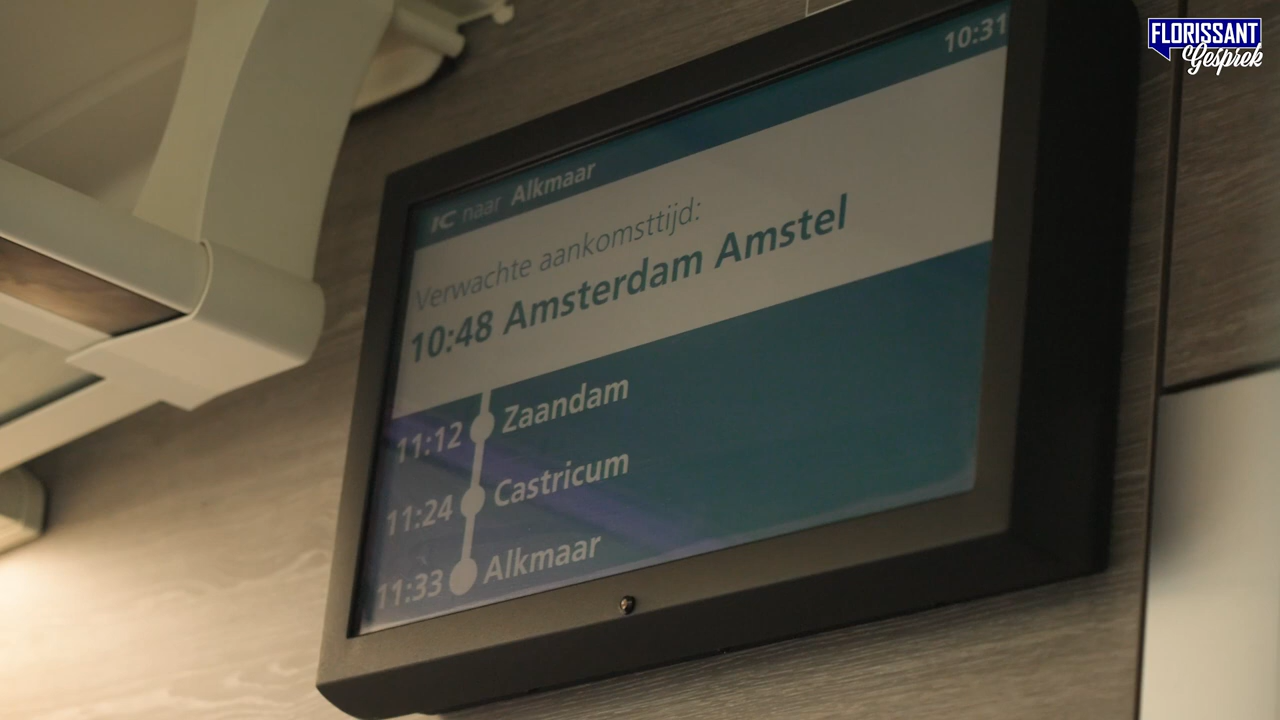 FLORISSANT
Gesprek
10:31
IC naar Alkmaar
Verwachte aankomsttijd:
10:48 Amsterdam Amstel
11:12 Zaandam
11:24 Castricum
11:33 Alkmaar